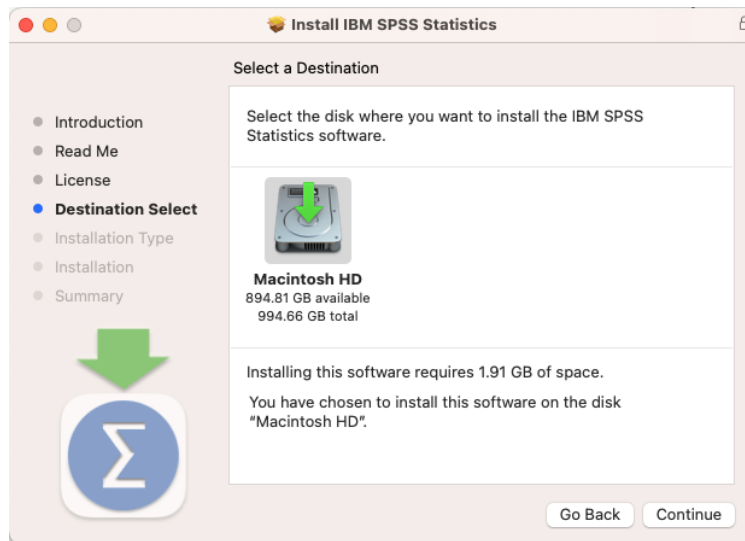 Install IBM SPSS Statistics
Select a Destination
Introduction
Read Me
License
Destination Select
Installation Type
Installation
Summary
Select the disk where you want to install the IBM SPSS
Statistics software.
Macintosh HD
894.81 GB available
994.66 GB total
Installing this software requires 1.91 GB of space.
You have chosen to install this software on the disk
“Macintosh HD”.
Σ
Go Back
Continue